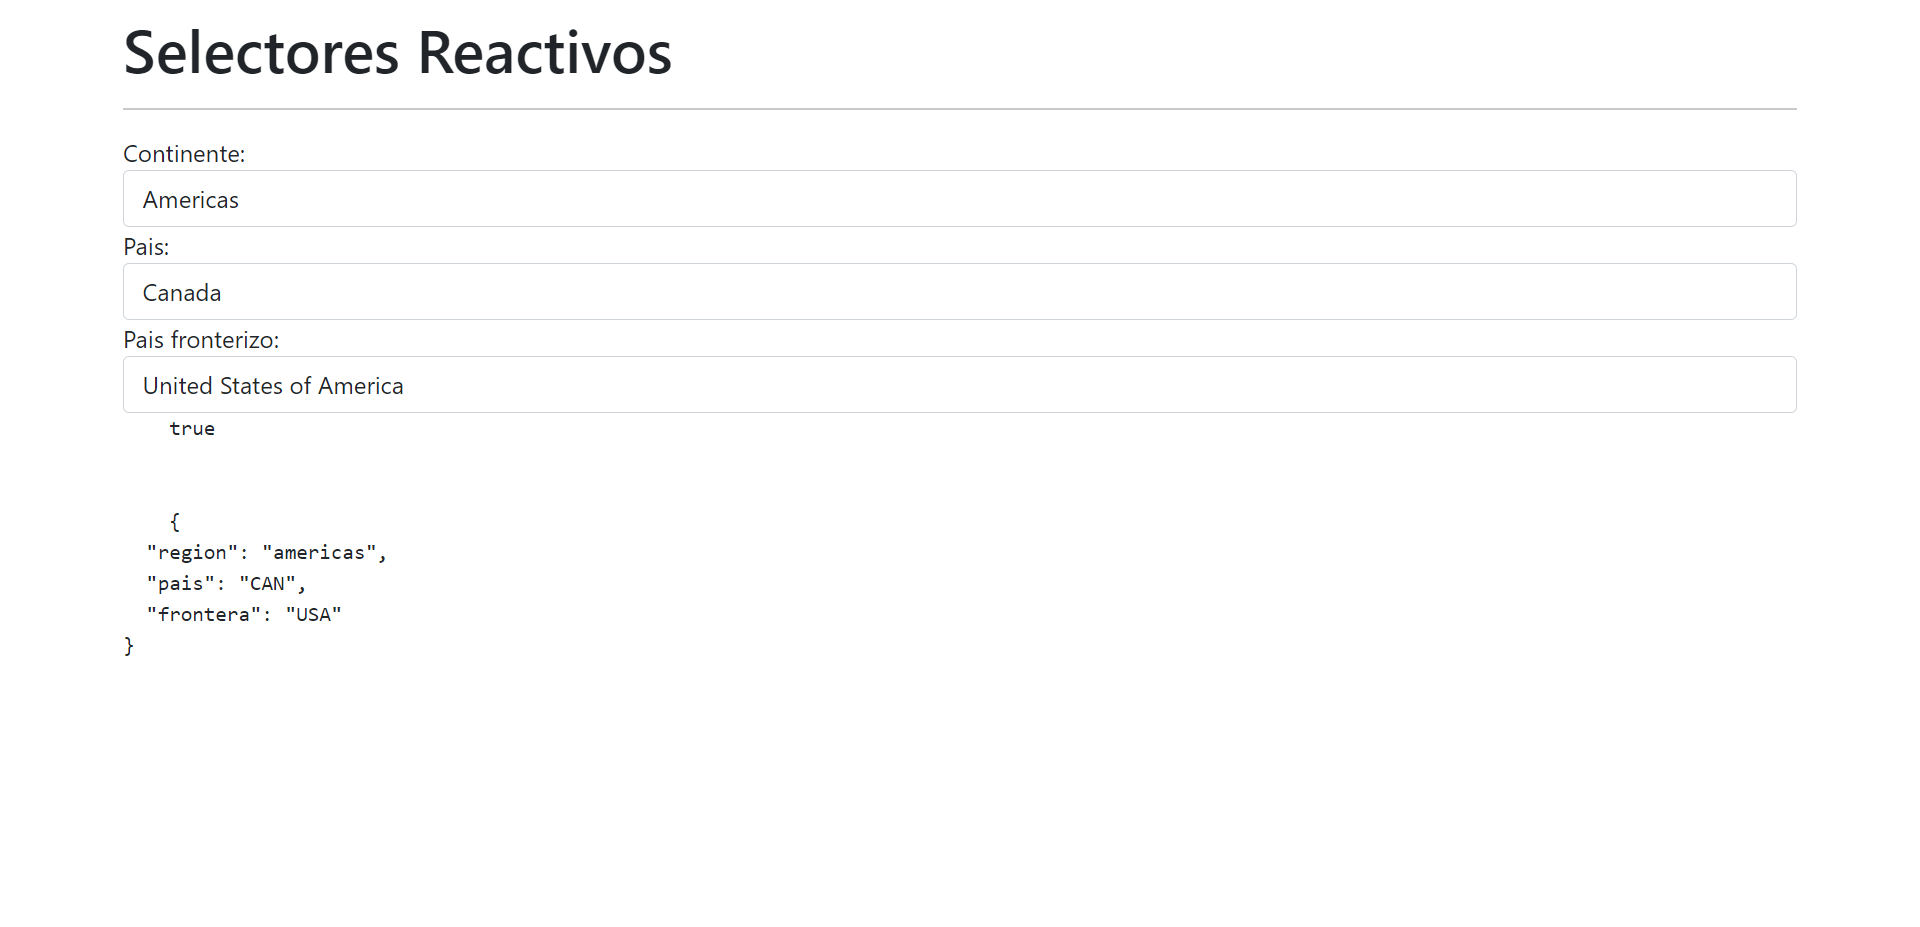 Selectores Reactivos
Continente:
Americas
Pais:
Canada
Pais fronterizo:
United States of America
true
{
"region": "americas",
"pais": "CAN",
"frontera": "USA"
}